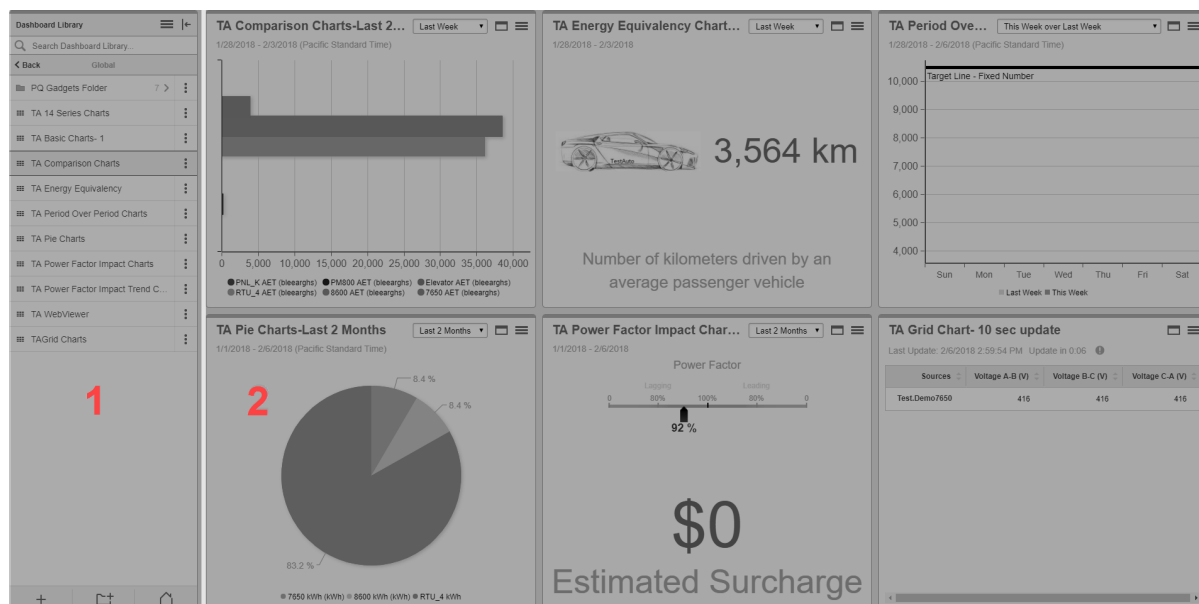 Dashboard Library
Search Dashboard Library...
Back Global
PQ Gadgets Folder 7
TA 14 Series Charts
TA Basic Charts- 1
TA Comparison Charts
TA Energy Equivalency
TA Period Over Period Charts
TA Pie Charts
TA Power Factor Impact Charts
TA Power Factor Impact Trend C...
TA WebViewer
TAGrid Charts
1
TA Comparison Charts-Last 2... Last Week
1/28/2018 - 2/3/2018 (Pacific Standard Time)
0 5,000 10,000 15,000 20,000 25,000 30,000 35,000 40,000
PNL_K AET (bleearghs) PM800 AET (bleearghs) Elevator AET (bleearghs)
RTU_4 AET (bleearghs) 8600 AET (bleearghs) 7650 AET (bleearghs)
TA Energy Equivalency Chart... Last Week
1/28/2018 - 2/3/2018
TestAuto
3,564 km
Number of kilometers driven by an
average passenger vehicle
TA Period Ove... This Week over Last Week
1/28/2018 - 2/6/2018 (Pacific Standard Time)
10,000
Target Line - Fixed Number
9,000
8,000
7,000
6,000
5,000
4,000
Sun Mon Tue Wed Thu Fri Sat
Last Week This Week
TA Pie Charts-Last 2 Months Last 2 Months
1/1/2018 - 2/6/2018 (Pacific Standard Time)
2
8.4 %
8.4 %
83.2 %
7650 kWh (kWh) 8600 kWh (kWh) RTU_4 kWh
TA Power Factor Impact Char... Last 2 Months
1/1/2018 - 2/6/2018
Power Factor
Lagging Leading
0 80% 100% 80% 0
92 %
$0
Estimated Surcharge
TA Grid Chart- 10 sec update
Last Update: 2/6/2018 2:59:54 PM Update in 0:06
Sources Voltage A-B (V) Voltage B-C (V) Voltage C-A (V)
Test.Demo7650 416 416 416